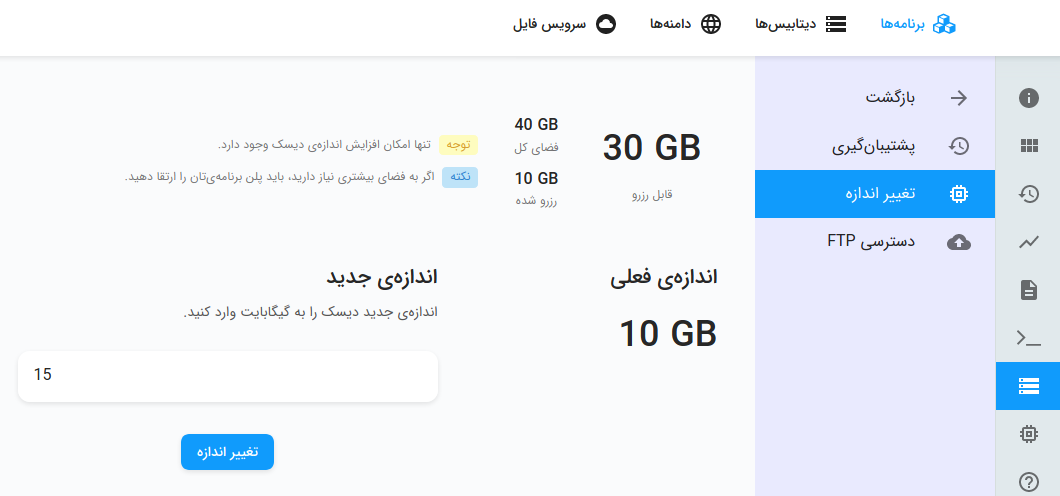 برنامه‌ها
دیتابیس‌ها
دامنه‌ها
سرویس فایل
بازگشت
پشتیبان‌گیری
تغییر اندازه
دسترسی FTP
30 GB
قابل رزرو
40 GB
فضای کل
10 GB
رزرو شده
توجه تنها امکان افزایش اندازه‌ی دیسک وجود دارد.
نکته اگر به فضای بیشتری نیاز دارید، باید پلن برنامه‌ی‌تان را ارتقا دهید.
اندازه‌ی فعلی
10 GB
اندازه‌ی جدید
اندازه‌ی جدید دیسک را به گیگابایت وارد کنید.
15
تغییر اندازه